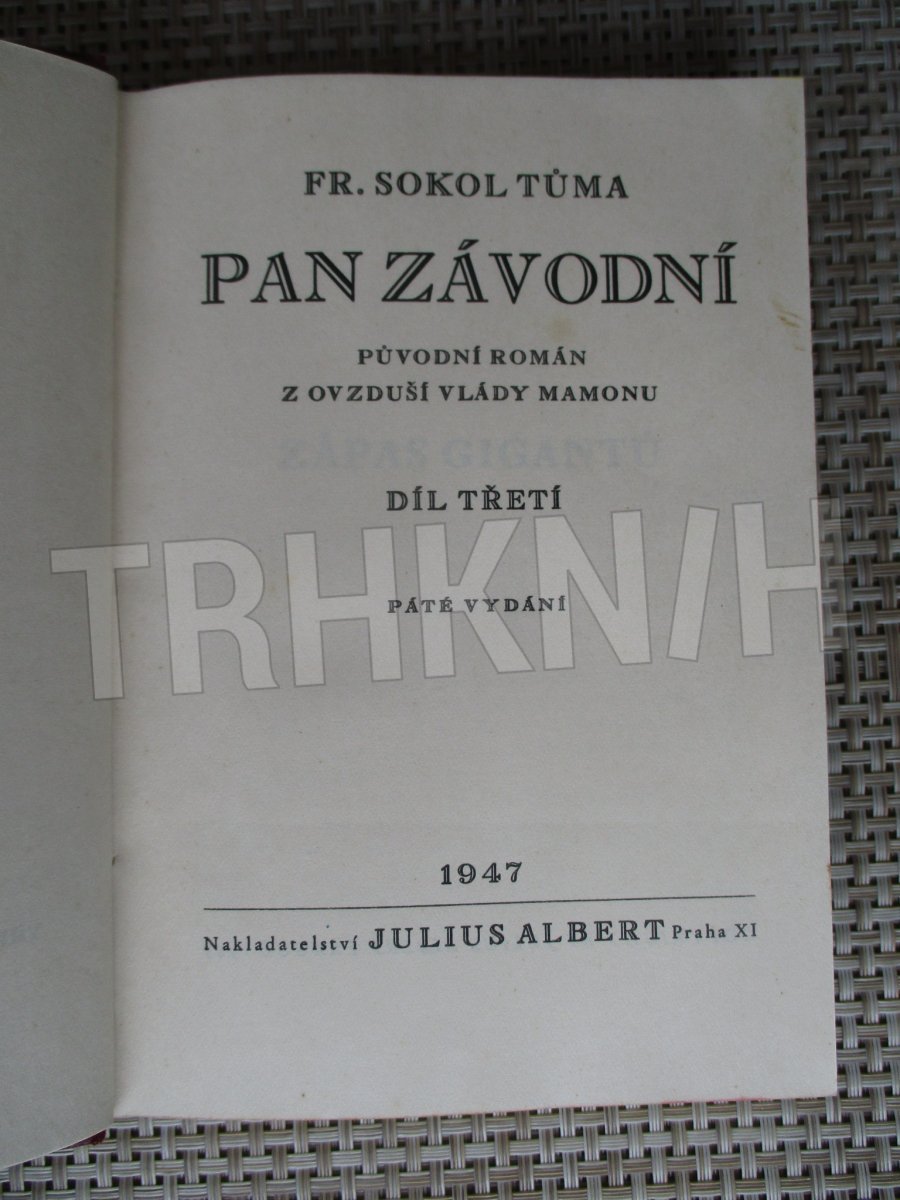 FR. SOKOL TŮMA
PAN ZÁVODNÍ
PŮVODNÍ ROMÁN
Z OVZDUŠÍ VLÁDY MAMONU
ZÁPAS GIGANTŮ
DÍL TŘETÍ
TRHKN/H
PÁTÉ VYDÁNÍ
1947
Nakladatelství JULIUS ALBERT Praha XI